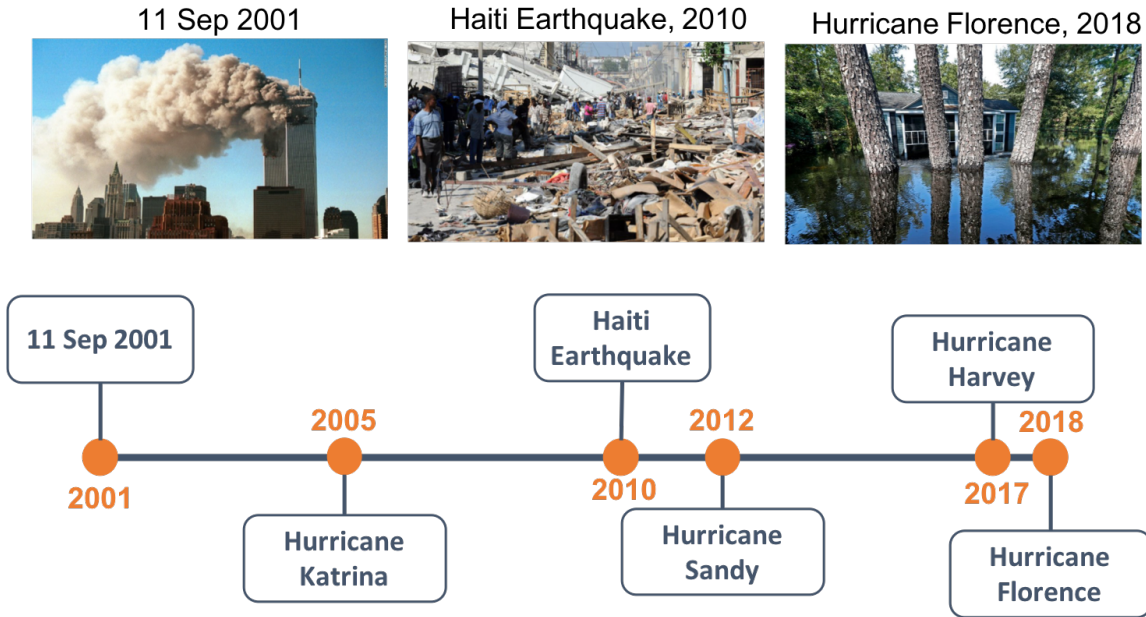 11 Sep 2001
Haiti Earthquake, 2010
Hurricane Florence, 2018
11 Sep 2001
Haiti
Earthquake
Hurricane
Harvey
2005
2012
2018
2001
2010
2017
Hurricane
Katrina
Hurricane
Sandy
Hurricane
Florence